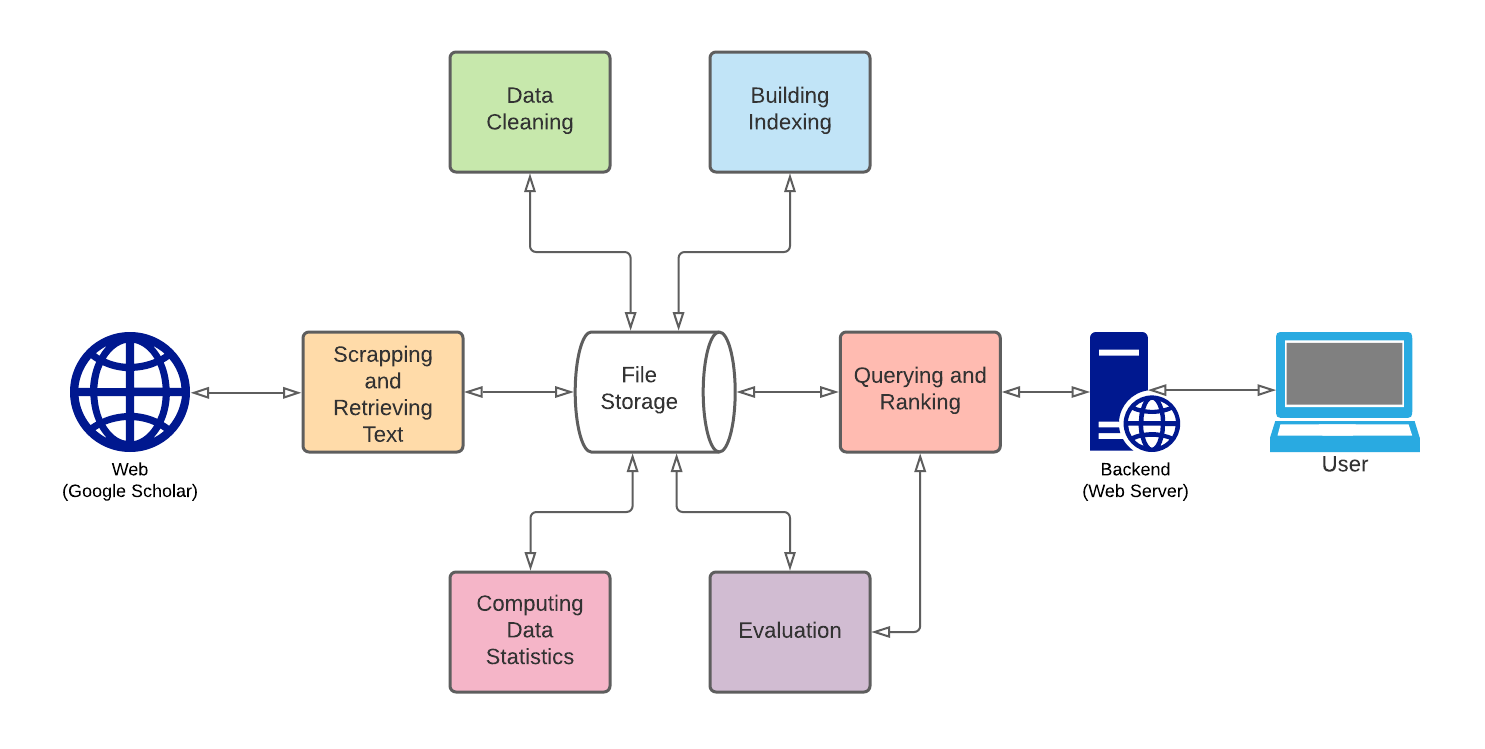 Data
Cleaning
Building
Indexing
Web
(Google Scholar)
Scrapping
and
Retrieving
Text
File
Storage
Querying and
Ranking
Backend
(Web Server)
User
Computing
Data
Statistics
Evaluation